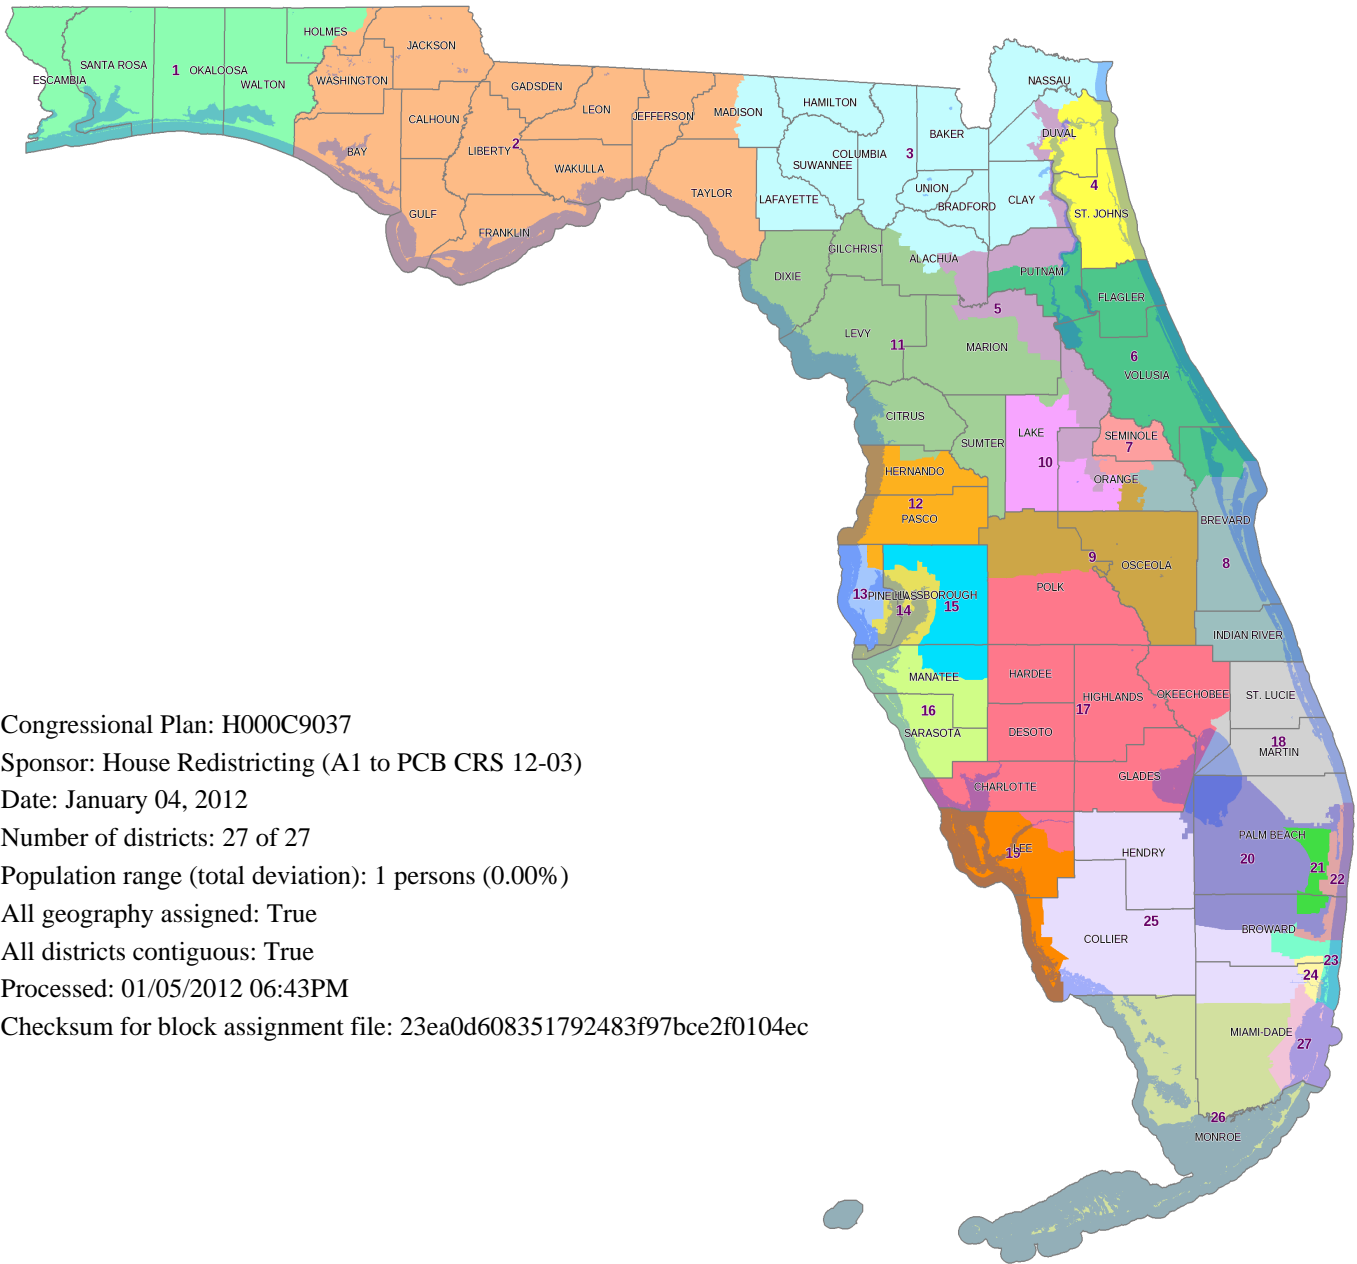 HOLMES
JACKSON
SANTA ROSA
1
OKALOOSA
ESCAMBIA
WALTON
WASHINGTON
GADSDEN
LEON
JEFFERSON
MADISON
HAMILTON
NASSAU
CALHOUN
BAY
LIBERTY
2
WAKULLA
TAYLOR
GULF
FRANKLIN
BAKER
DUVAL
COLUMBIA
3
SUWANNEE
LAFAYETTE
UNION
BRADFORD
CLAY
4
ST. JOHNS
GILCHRIST
ALACHUA
DIXIE
PUTNAM
FLAGLER
5
LEVY
11
MARION
6
VOLUSIA
CITRUS
SUMTER
LAKE
SEMINOLE
7
10
HERNANDO
ORANGE
12
PASCO
BREVARD
9
OSCEOLA
8
13
PINELLAS
HILLSBOROUGH
14
15
POLK
INDIAN RIVER
MANATEE
HARDEE
HIGHLANDS
OKEECHOBEE
ST. LUCIE
16
17
SARASOTA
DESOTO
18
MARTIN
CHARLOTTE
GLADES
PALM BEACH
19
LEE
HENDRY
20
21
22
25
BROWARD
COLLIER
23
24
MIAMI-DADE
27
26
MONROE
Congressional Plan: H000C9037
Sponsor: House Redistricting (A1 to PCB CRS 12-03)
Date: January 04, 2012
Number of districts: 27 of 27
Population range (total deviation): 1 persons (0.00%)
All geography assigned: True
All districts contiguous: True
Processed: 01/05/2012 06:43PM
Checksum for block assignment file: 23ea0d608351792483f97bce2f0104ec